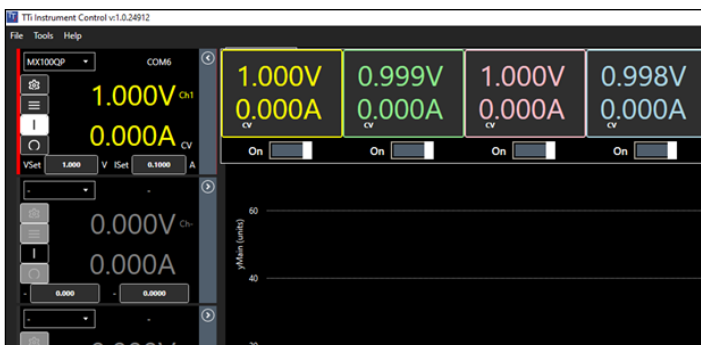 TTi Instrument Control v:1.0.24912
File Tools Help
MX100QP COM6
1.000V Ch1
0.000A CV
VSet 1.000 V ISet 0.1000 A
1.000V 0.999V 1.000V 0.998V
0.000A 0.000A 0.000A 0.000A
CV CV CV CV
On On On On
- -
0.000V Ch-
0.000A
- 0.000 - 0.0000
- -
yMain (units)
60
40